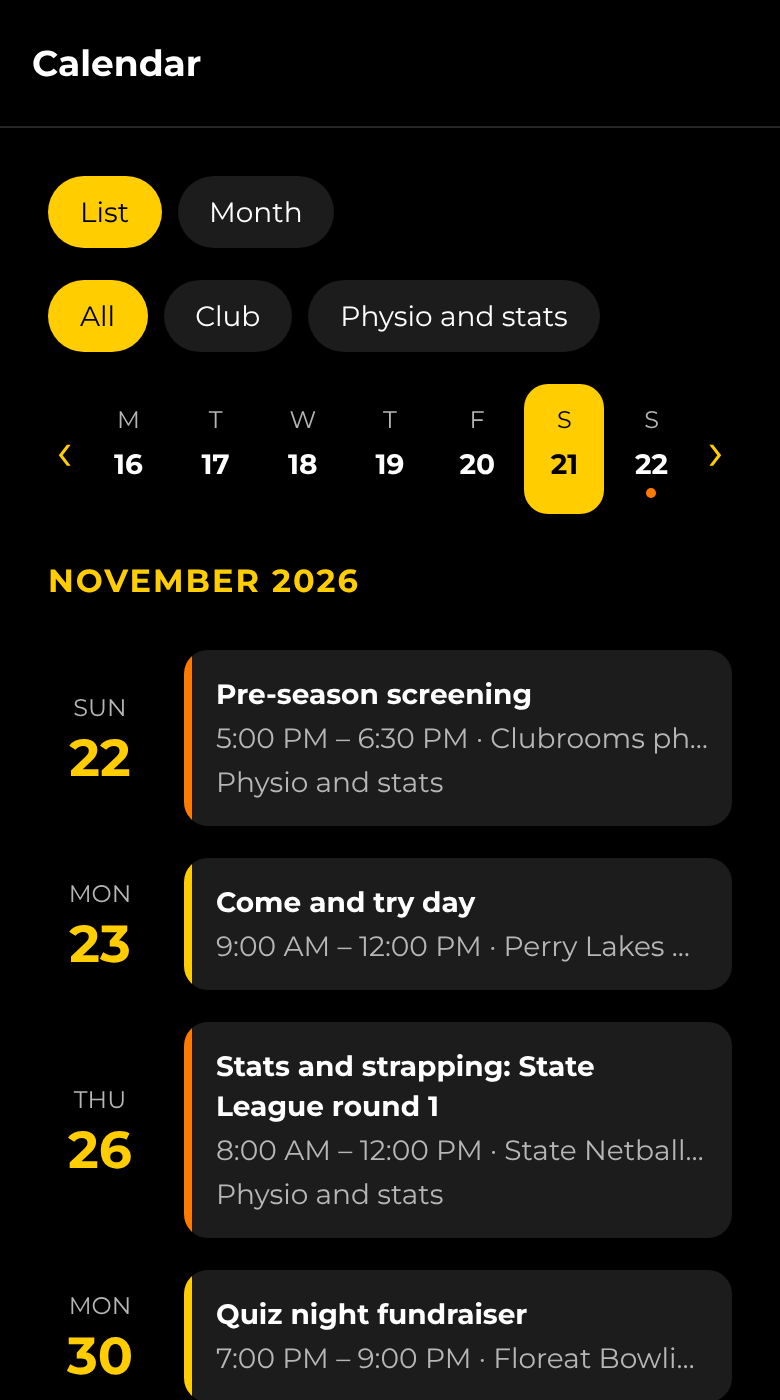 Calendar
List Month
All Club Physio and stats
‹ M T W T F S S ›
16 17 18 19 20 21 22
NOVEMBER 2026
SUN
22
Pre-season screening
5:00 PM – 6:30 PM · Clubrooms ph...
Physio and stats
MON
23
Come and try day
9:00 AM – 12:00 PM · Perry Lakes ...
THU
26
Stats and strapping: State
League round 1
8:00 AM – 12:00 PM · State Netball...
Physio and stats
MON
30
Quiz night fundraiser
7:00 PM – 9:00 PM · Floreat Bowli...